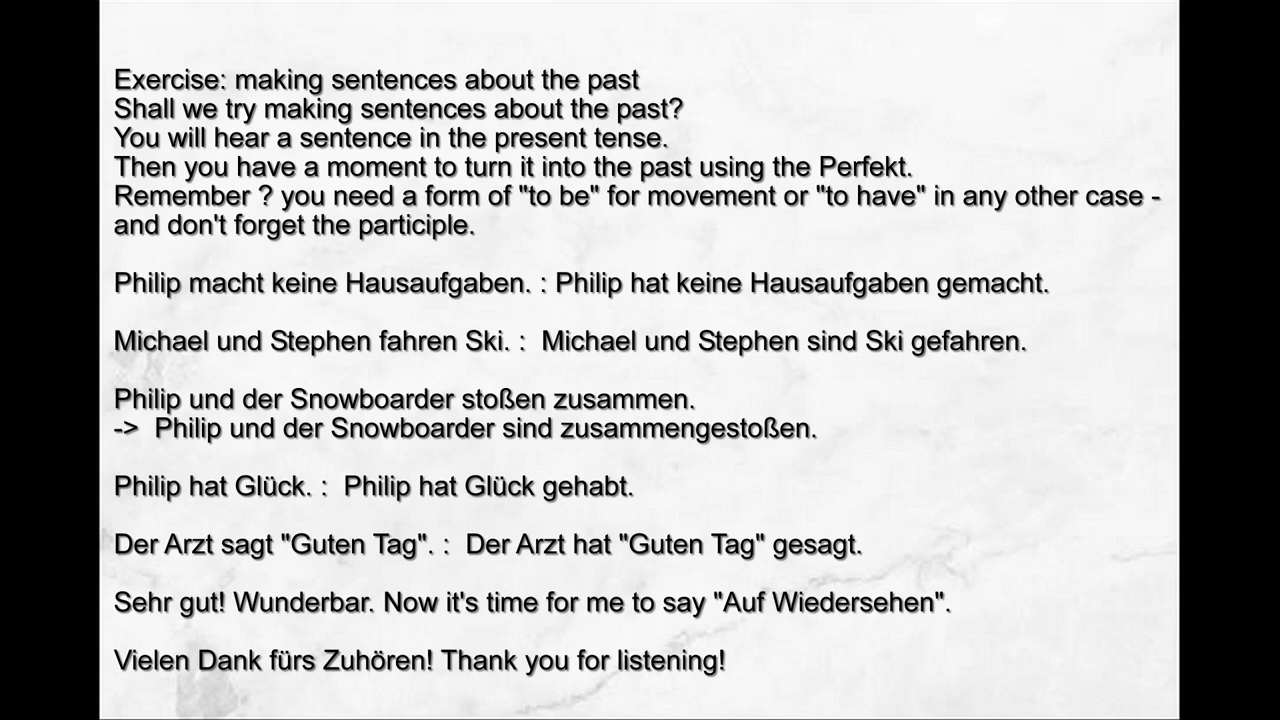 Exercise: making sentences about the past
Shall we try making sentences about the past?
You will hear a sentence in the present tense.
Then you have a moment to turn it into the past using the Perfekt.
Remember ? you need a form of "to be" for movement or "to have" in any other case -
and don't forget the participle.
Philip macht keine Hausaufgaben. : Philip hat keine Hausaufgaben gemacht.
Michael und Stephen fahren Ski. :  Michael und Stephen sind Ski gefahren.
Philip und der Snowboarder stoßen zusammen.
->  Philip und der Snowboarder sind zusammengestoßen.
Philip hat Glück. :  Philip hat Glück gehabt.
Der Arzt sagt "Guten Tag". :  Der Arzt hat "Guten Tag" gesagt.
Sehr gut! Wunderbar. Now it's time for me to say "Auf Wiedersehen".
Vielen Dank fürs Zuhören! Thank you for listening!